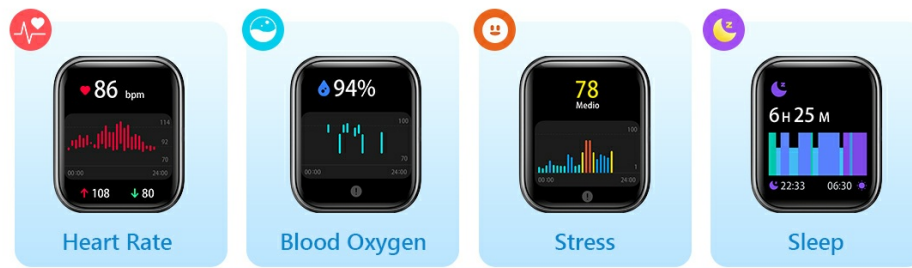 86 bpm
114
92
70
00:00 24:00
108 80
Heart Rate
94%
100
70
00:00 24:00
Blood Oxygen
78
Medio
100
1
00:00 24:00
Stress
z
6 H 25 M
22:33 06:30
Sleep